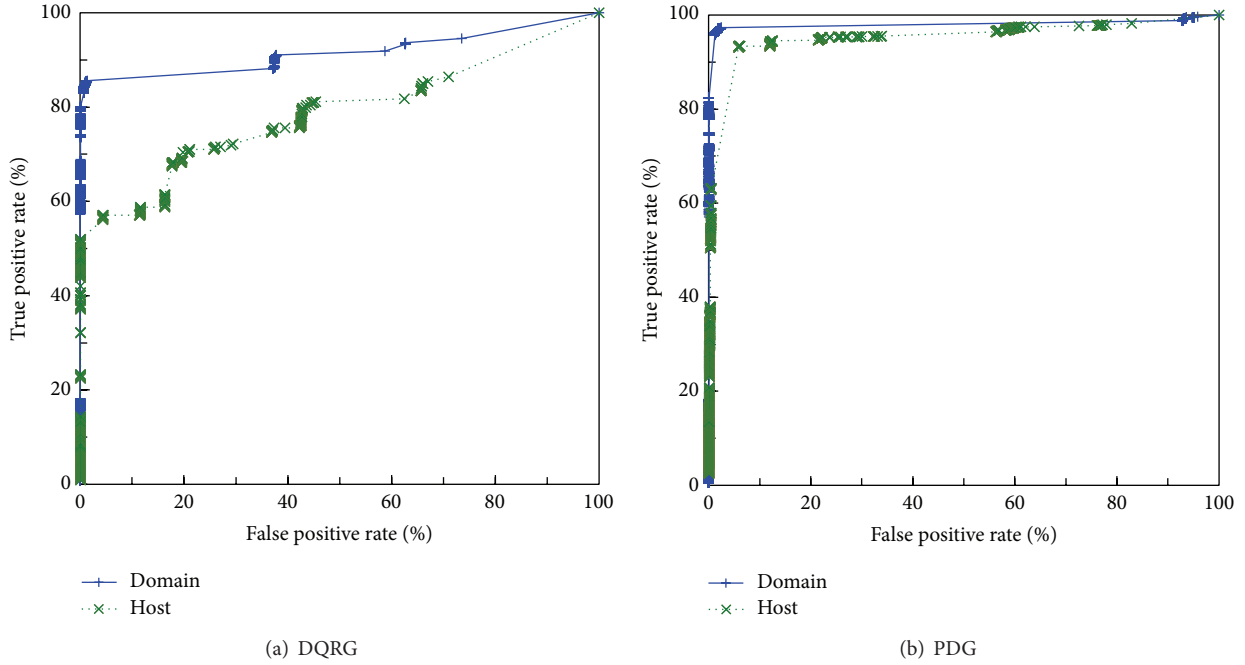 100
80
60
40
20
0
True positive rate (%)
0 20 40 60 80 100
False positive rate (%)
Domain
Host
(a) DQRG
100
80
60
40
20
0
True positive rate (%)
0 20 40 60 80 100
False positive rate (%)
Domain
Host
(b) PDG